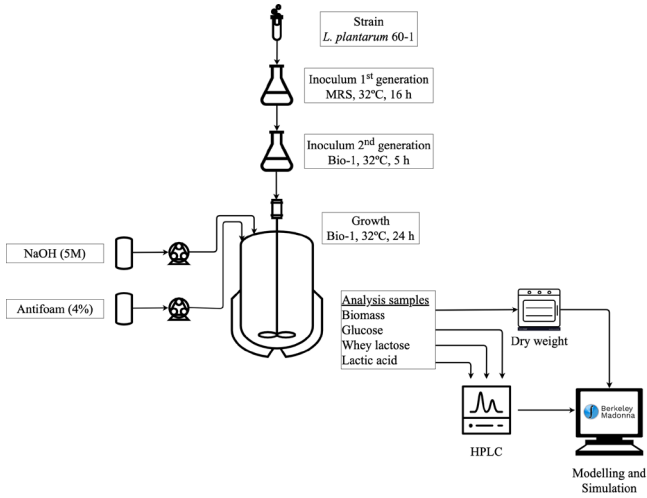 Strain
L. plantarum 60-1
Inoculum 1st generation
MRS, 32ºC, 16 h
Inoculum 2nd generation
Bio-1, 32ºC, 5 h
Growth
Bio-1, 32ºC, 24 h
NaOH (5M)
Antifoam (4%)
Analysis samples
Biomass
Glucose
Whey lactose
Lactic acid
Dry weight
HPLC
Berkeley
Madonna
Modelling and
Simulation